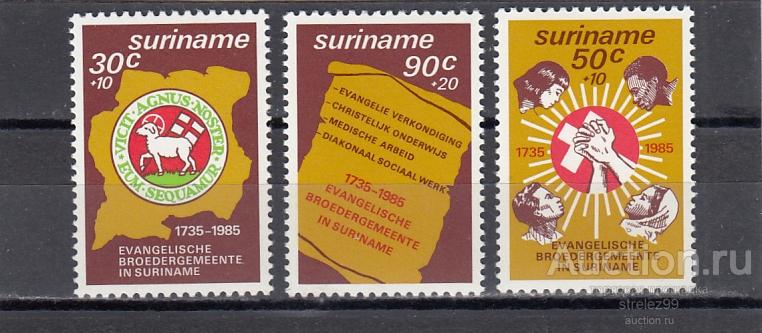 suriname
30c
+10
VICIT • AGNUS • NOSTER • EUM • SEQUAMUR •
1735-1985
EVANGELISCHE
BROEDERGEMEENTE
IN SURINAME
suriname
90c
+20
–EVANGELIE VERKONDIGING
–CHRISTELIJK ONDERWIJS
–MEDISCHE ARBEID
–DIAKONAAL SOCIAAL WERK
1735-1985
EVANGELISCHE
BROEDERGEMEENTE
IN SURINAME
suriname
50c
+10
1735 • 1985
EVANGELISCHE
BROEDERGEMEENTE
IN SURINAME
Auction.ru
strelez99
auction.ru